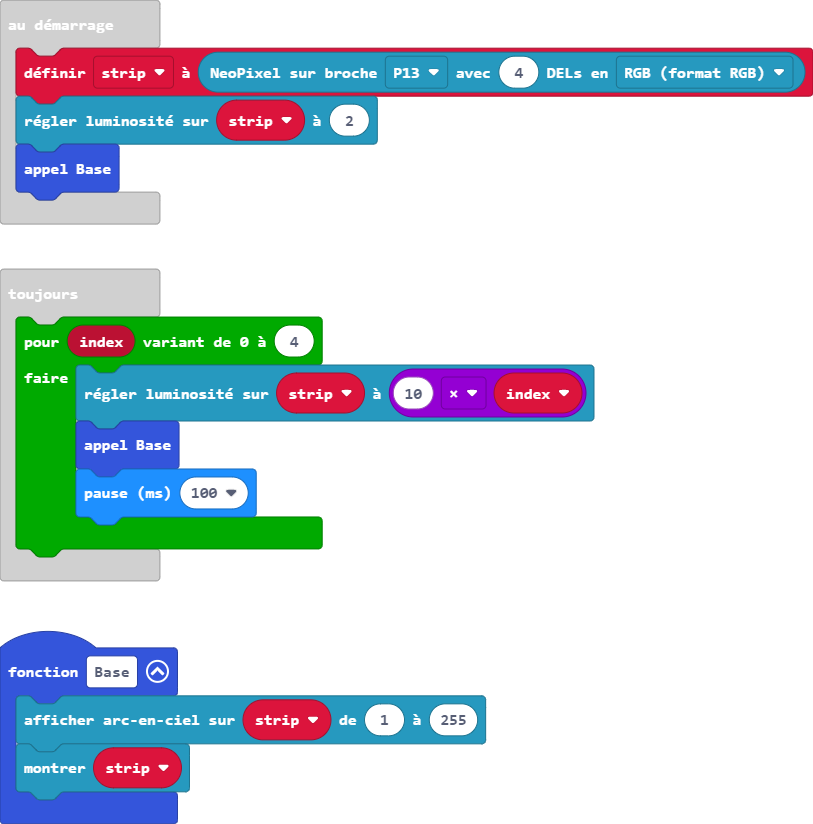 au démarrage
définir strip à NeoPixel sur broche P13 avec 4 DELs en RGB (format RGB)
régler luminosité sur strip à 2
appel Base
toujours
pour index variant de 0 à 4
faire
régler luminosité sur strip à 10 × index
appel Base
pause (ms) 100
fonction Base
afficher arc-en-ciel sur strip de 1 à 255
montrer strip